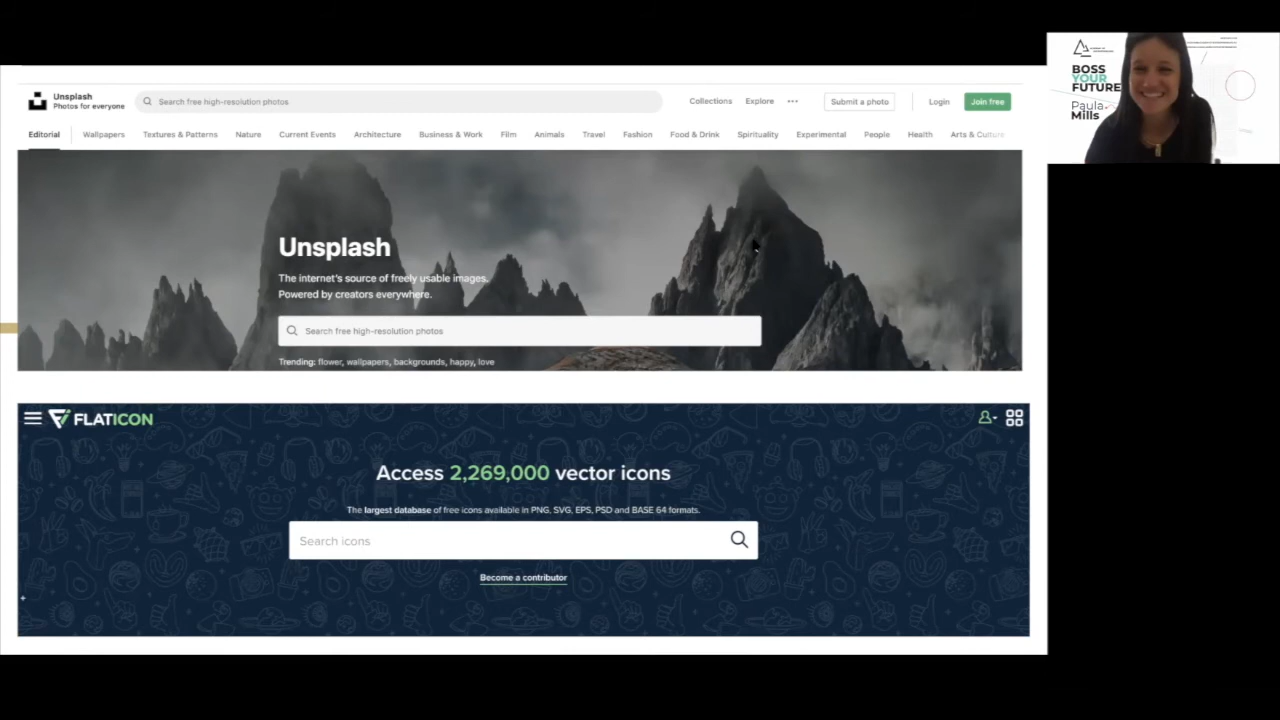 Unsplash
Photos for everyone
Search free high-resolution photos
Collections
Explore
Submit a photo
Login
Join free
Editorial
Wallpapers
Textures & Patterns
Nature
Current Events
Architecture
Business & Work
Film
Animals
Travel
Fashion
Food & Drink
Spirituality
Experimental
People
Health
Arts & Culture
Unsplash
The internet's source of freely usable images.
Powered by creators everywhere.
Search free high-resolution photos
Trending: flower, wallpapers, backgrounds, happy, love
FLATICON
Access 2,269,000 vector icons
The largest database of free icons available in PNG, SVG, EPS, PSD and BASE 64 formats.
Search icons
Become a contributor
BOSS
YOUR
FUTURE
Paula
Mills